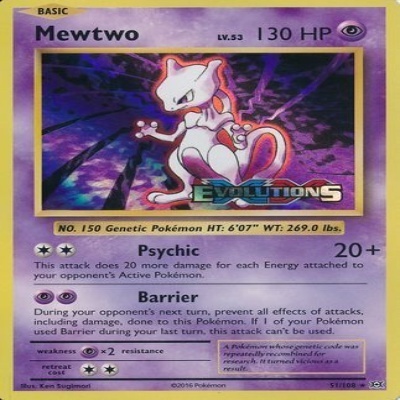 BASIC
Mewtwo LV.53 130 HP
EVOLUTIONS
NO. 150 Genetic Pokémon HT: 6'07" WT: 269.0 lbs.
Psychic 20+
This attack does 20 more damage for each Energy attached to
your opponent's Active Pokémon.
Barrier
During your opponent's next turn, prevent all effects of attacks,
including damage, done to this Pokémon. If 1 of your Pokémon
used Barrier during your last turn, this attack can't be used.
weakness ×2 resistance
retreat
cost
A Pokémon whose genetic code was
repeatedly recombined for
research. It turned vicious as a
result.
Illus. Ken Sugimori ©2016 Pokémon 51/108